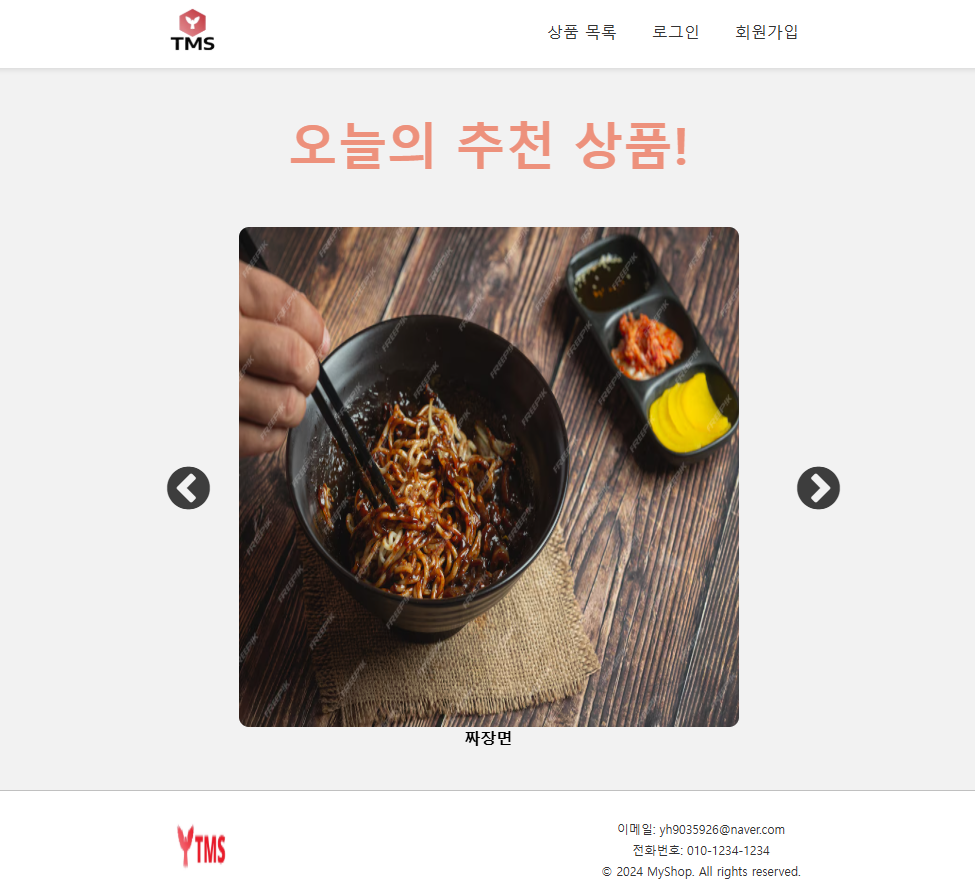 TMS
상품 목록 로그인 회원가입
오늘의 추천 상품!
FREEPIK
짜장면
YTMS
이메일: yh9035926@naver.com
전화번호: 010-1234-1234
© 2024 MyShop. All rights reserved.